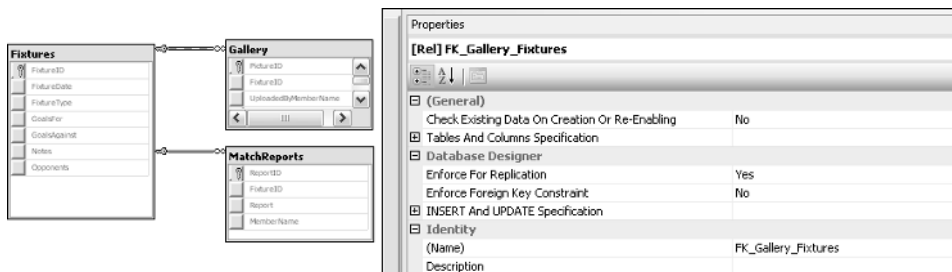 Fixtures
FixtureID
FixtureDate
FixtureType
GoalsFor
GoalsAgainst
Notes
Opponents
Gallery
PictureID
FixtureID
UploadedByMemberName
MatchReports
ReportID
FixtureID
Report
MemberName
Properties
[Rel] FK_Gallery_Fixtures
(General)
Check Existing Data On Creation Or Re-Enabling No
Tables And Columns Specification
Database Designer
Enforce For Replication Yes
Enforce Foreign Key Constraint No
INSERT And UPDATE Specification
Identity
(Name) FK_Gallery_Fixtures
Description